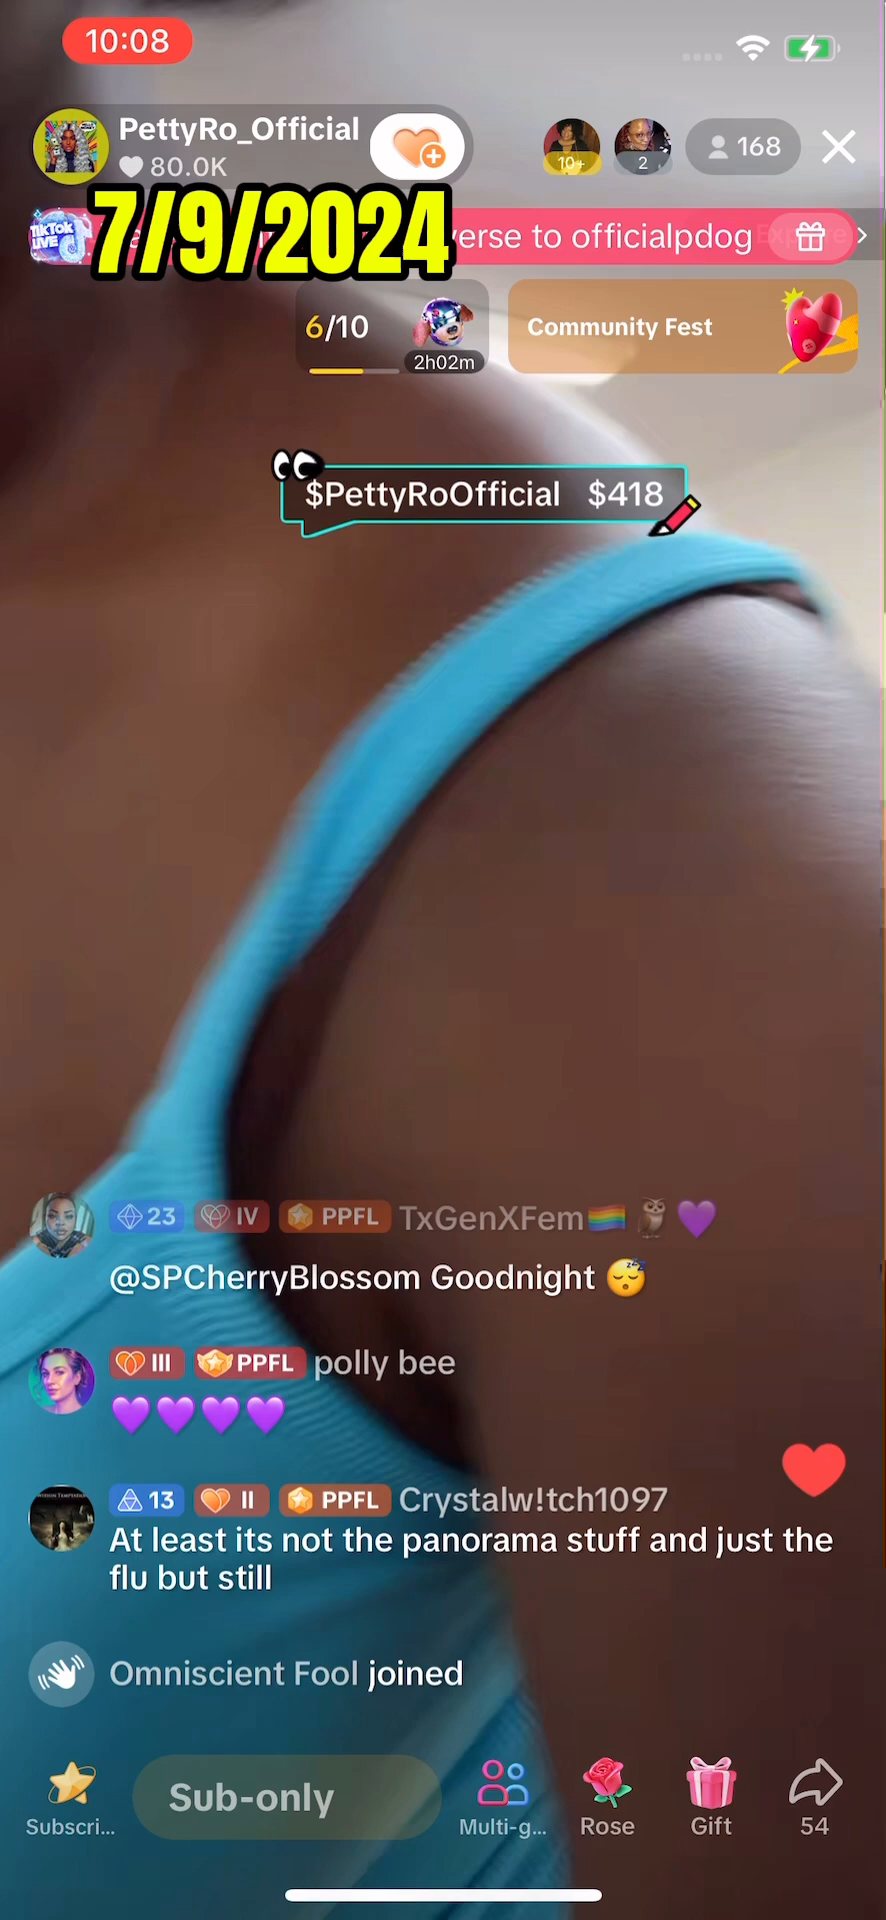 10:08
PettyRo_Official
80.0K
10+
2
168
TikTok
LIVE
7/9/2024
verse to officialpdog
6/10
2h02m
Community Fest
$PettyRoOfficial $418
23 IV PPFL TxGenXFem🏳️‍🌈🦉💜
@SPCherryBlossom Goodnight 😴
III PPFL polly bee
💜💜💜💜
13 II PPFL Crystalw!tch1097
At least its not the panorama stuff and just the
flu but still
Omniscient Fool joined
Sub-only
Subscri... Multi-g... Rose Gift 54